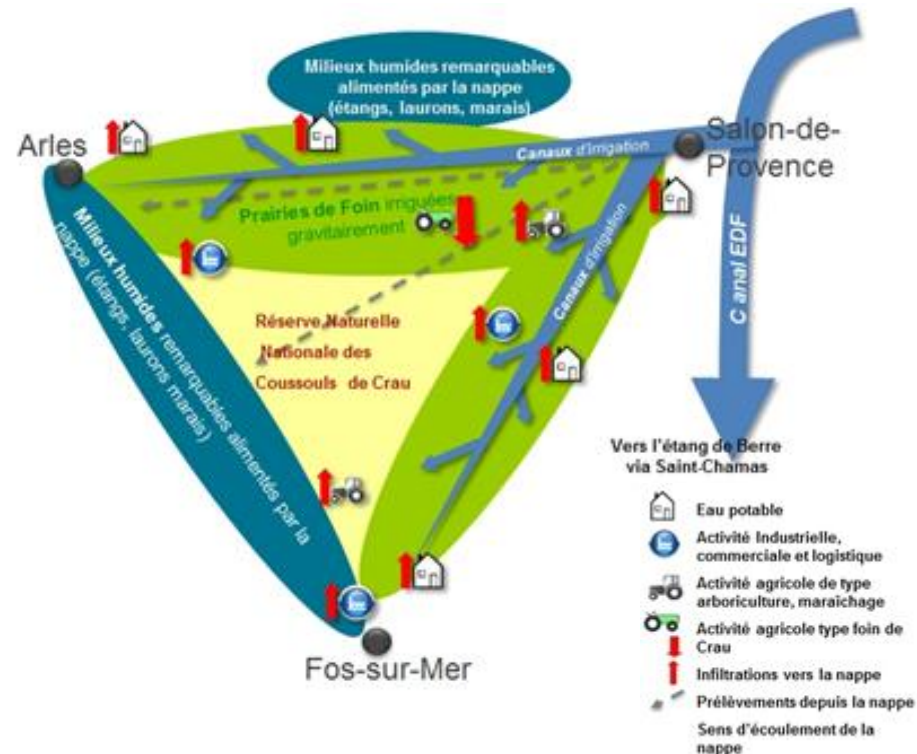 Milieux humides remarquables
alimentés par la nappe
(étangs, laurons, marais)
Arles
Salon-de-
Provence
Canaux d'irrigation
Prairies de Foin irriguées
gravitairement
Milieux humides remarquables alimentés par la
nappe (étangs, laurons marais)
Canaux d'irrigation
C anal EDF
Réserve Naturelle
Nationale des
Coussouls de Crau
Fos-sur-Mer
Vers l'étang de Berre
via Saint-Chamas
Eau potable
Activité Industrielle,
commerciale et logistique
Activité agricole de type
arboriculture, maraîchage
Activité agricole type foin de
Crau
Infiltrations vers la nappe
Prélèvements depuis la nappe
Sens d'écoulement de la
nappe